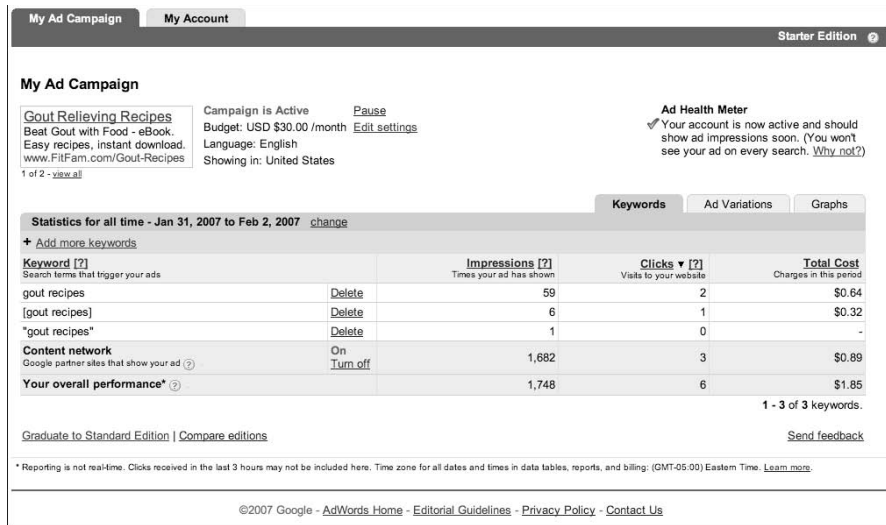 My Ad Campaign My Account
Starter Edition ?
My Ad Campaign
Gout Relieving Recipes
Beat Gout with Food - eBook.
Easy recipes, instant download.
www.FitFam.com/Gout-Recipes
1 of 2 - view all
Campaign is Active Pause
Budget: USD $30.00 /month Edit settings
Language: English
Showing in: United States
Ad Health Meter
Your account is now active and should
show ad impressions soon. (You won't
see your ad on every search. Why not?)
Keywords Ad Variations Graphs
Statistics for all time - Jan 31, 2007 to Feb 2, 2007 change
+ Add more keywords
Keyword [?] Impressions [?] Clicks ▼ [?] Total Cost
Search terms that trigger your ads Times your ad has shown Visits to your website Charges in this period
gout recipes Delete 59 2 $0.64
[gout recipes] Delete 6 1 $0.32
"gout recipes" Delete 1 0 -
Content network On
Google partner sites that show your ad ? Turn off 1,682 3 $0.89
Your overall performance* ? 1,748 6 $1.85
1 - 3 of 3 keywords.
Graduate to Standard Edition | Compare editions Send feedback
* Reporting is not real-time. Clicks received in the last 3 hours may not be included here. Time zone for all dates and times in data tables, reports, and billing: (GMT-05:00) Eastern Time. Learn more.
©2007 Google - AdWords Home - Editorial Guidelines - Privacy Policy - Contact Us